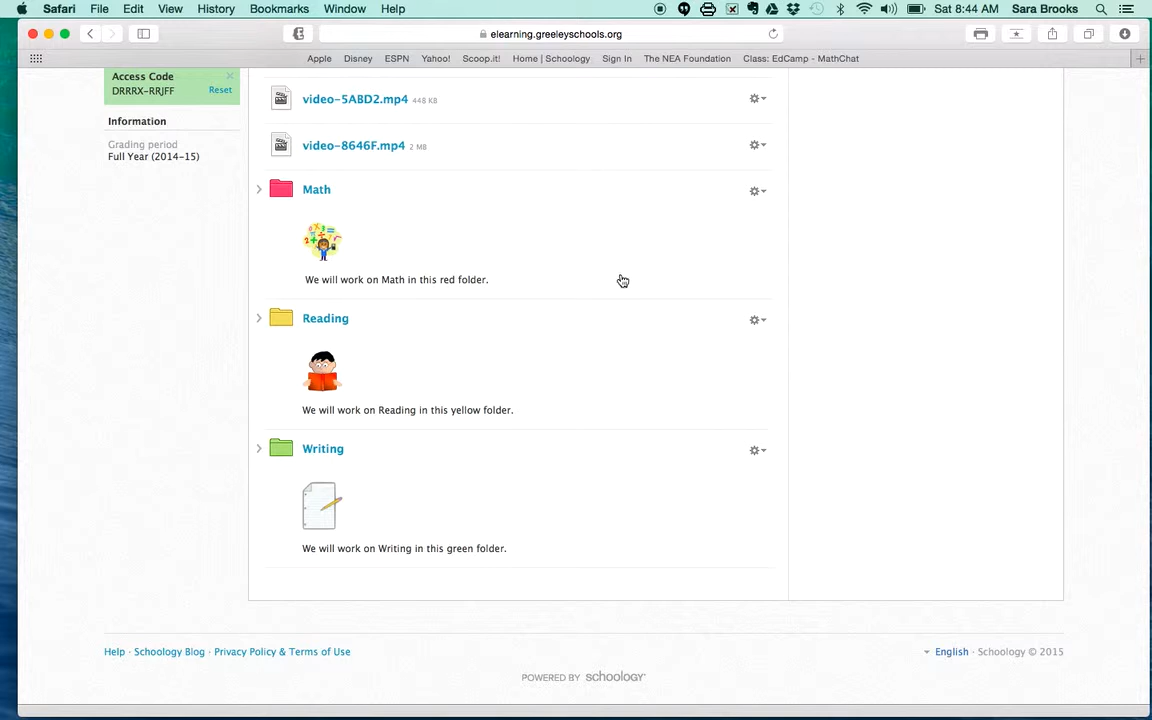 Safari File Edit View History Bookmarks Window Help Sat 8:44 AM Sara Brooks
elearning.greeleyschools.org
Apple Disney ESPN Yahoo! Scoop.it! Home | Schoology Sign In The NEA Foundation Class: EdCamp - MathChat
Access Code
DRRRX-RRJFF Reset
Information
Grading period
Full Year (2014-15)
video-5ABD2.mp4 448 KB
video-8646F.mp4 2 MB
Math
We will work on Math in this red folder.
Reading
We will work on Reading in this yellow folder.
Writing
We will work on Writing in this green folder.
Help · Schoology Blog · Privacy Policy & Terms of Use English · Schoology © 2015
POWERED BY schoology®